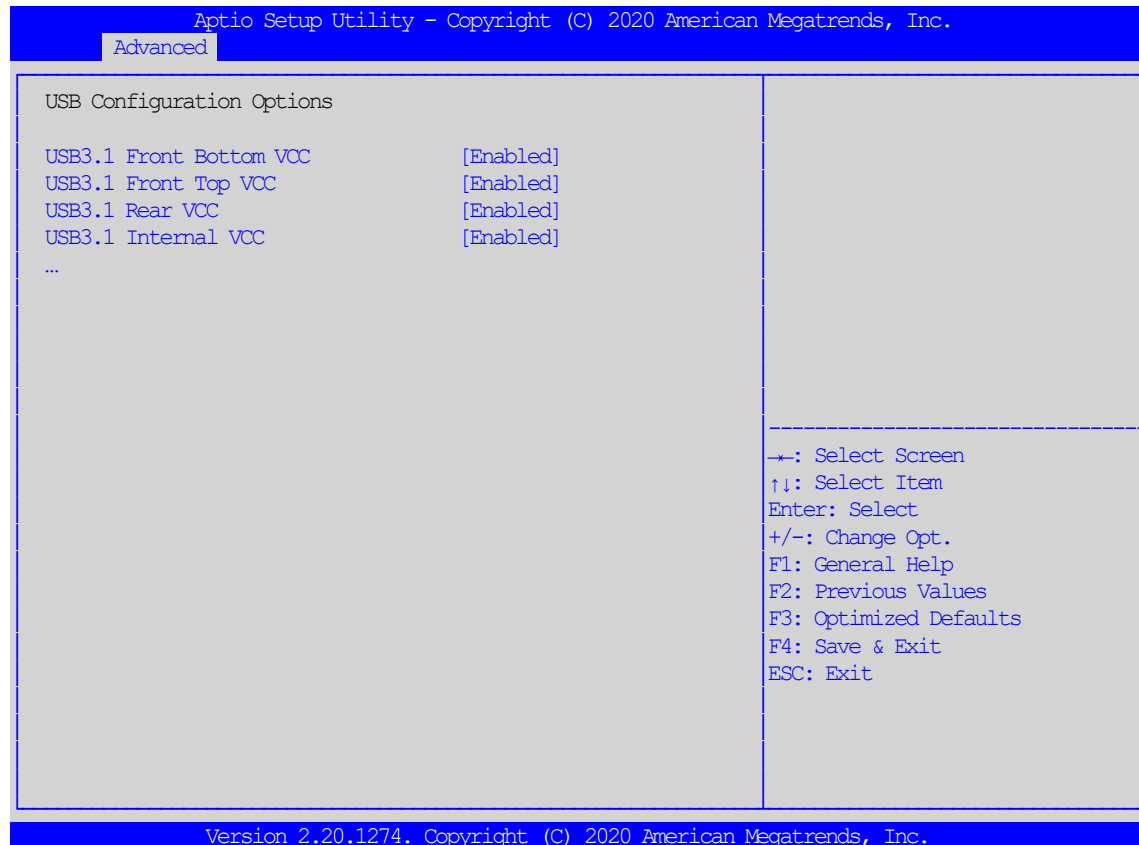 Aptio Setup Utility - Copyright (C) 2020 American Megatrends, Inc.
Advanced
USB Configuration Options
USB3.1 Front Bottom VCC [Enabled]
USB3.1 Front Top VCC [Enabled]
USB3.1 Rear VCC [Enabled]
USB3.1 Internal VCC [Enabled]
…
→←: Select Screen
↑↓: Select Item
Enter: Select
+/-: Change Opt.
F1: General Help
F2: Previous Values
F3: Optimized Defaults
F4: Save & Exit
ESC: Exit
Version 2.20.1274. Copyright (C) 2020 American Megatrends, Inc.